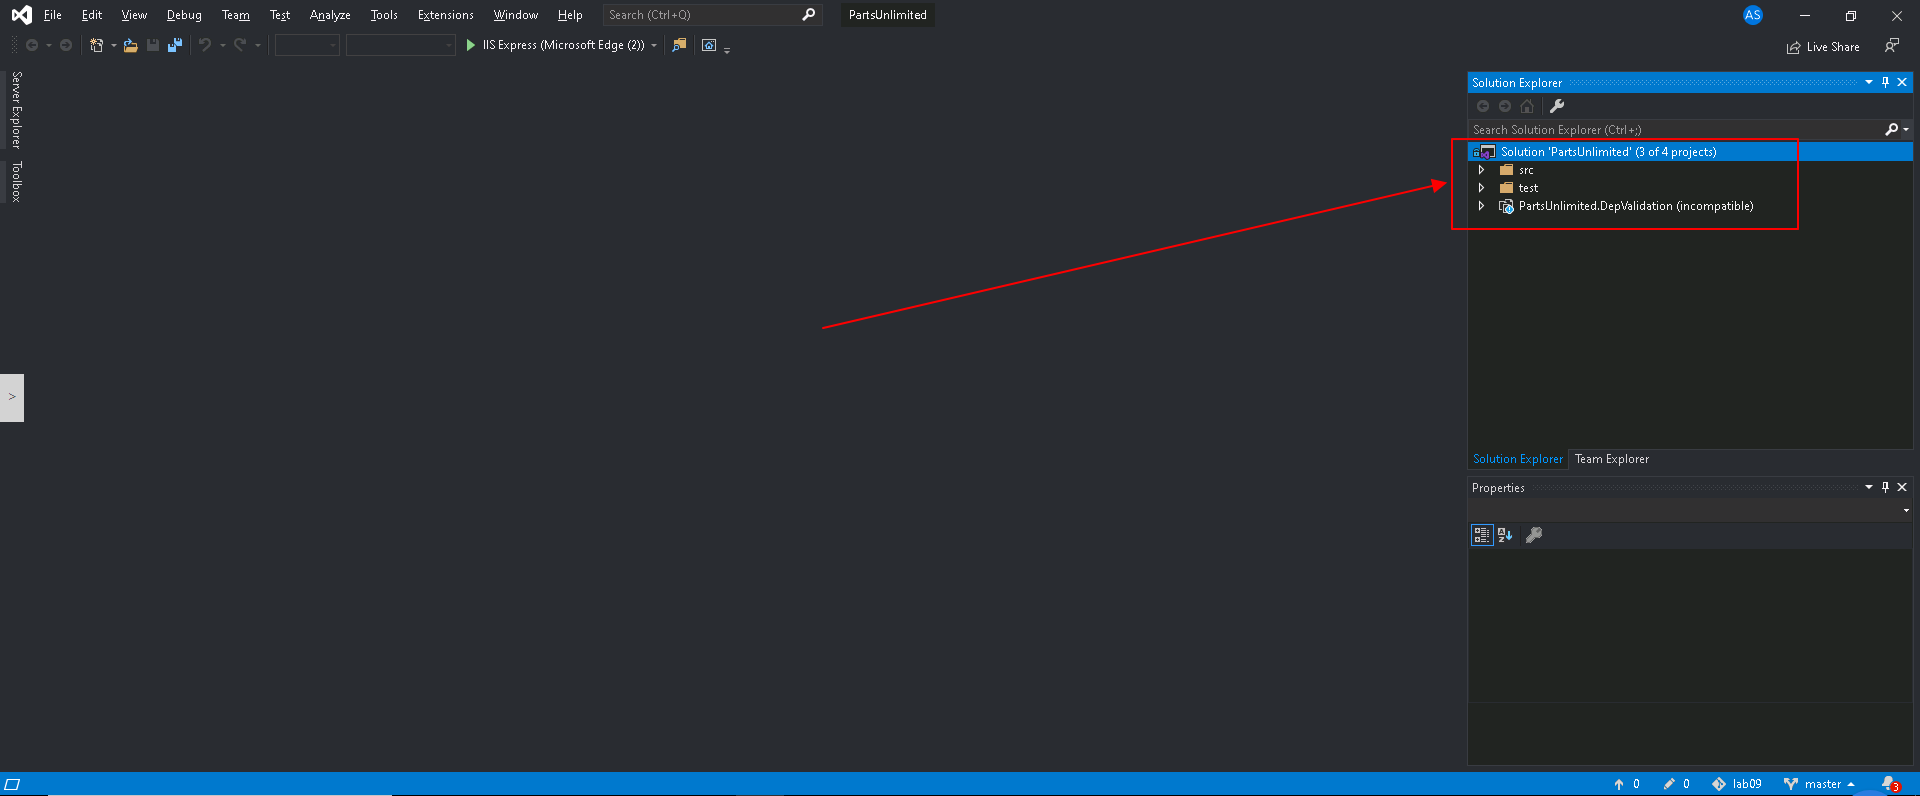 File Edit View Debug Team Test Analyze Tools Extensions Window Help Search (Ctrl+Q) PartsUnlimited AS
IIS Express (Microsoft Edge (2)) Live Share
Server Explorer
Toolbox
>
Solution Explorer
Search Solution Explorer (Ctrl+;)
Solution 'PartsUnlimited' (3 of 4 projects)
src
test
PartsUnlimited.DepValidation (incompatible)
Solution Explorer Team Explorer
Properties
0 0 lab09 master 3